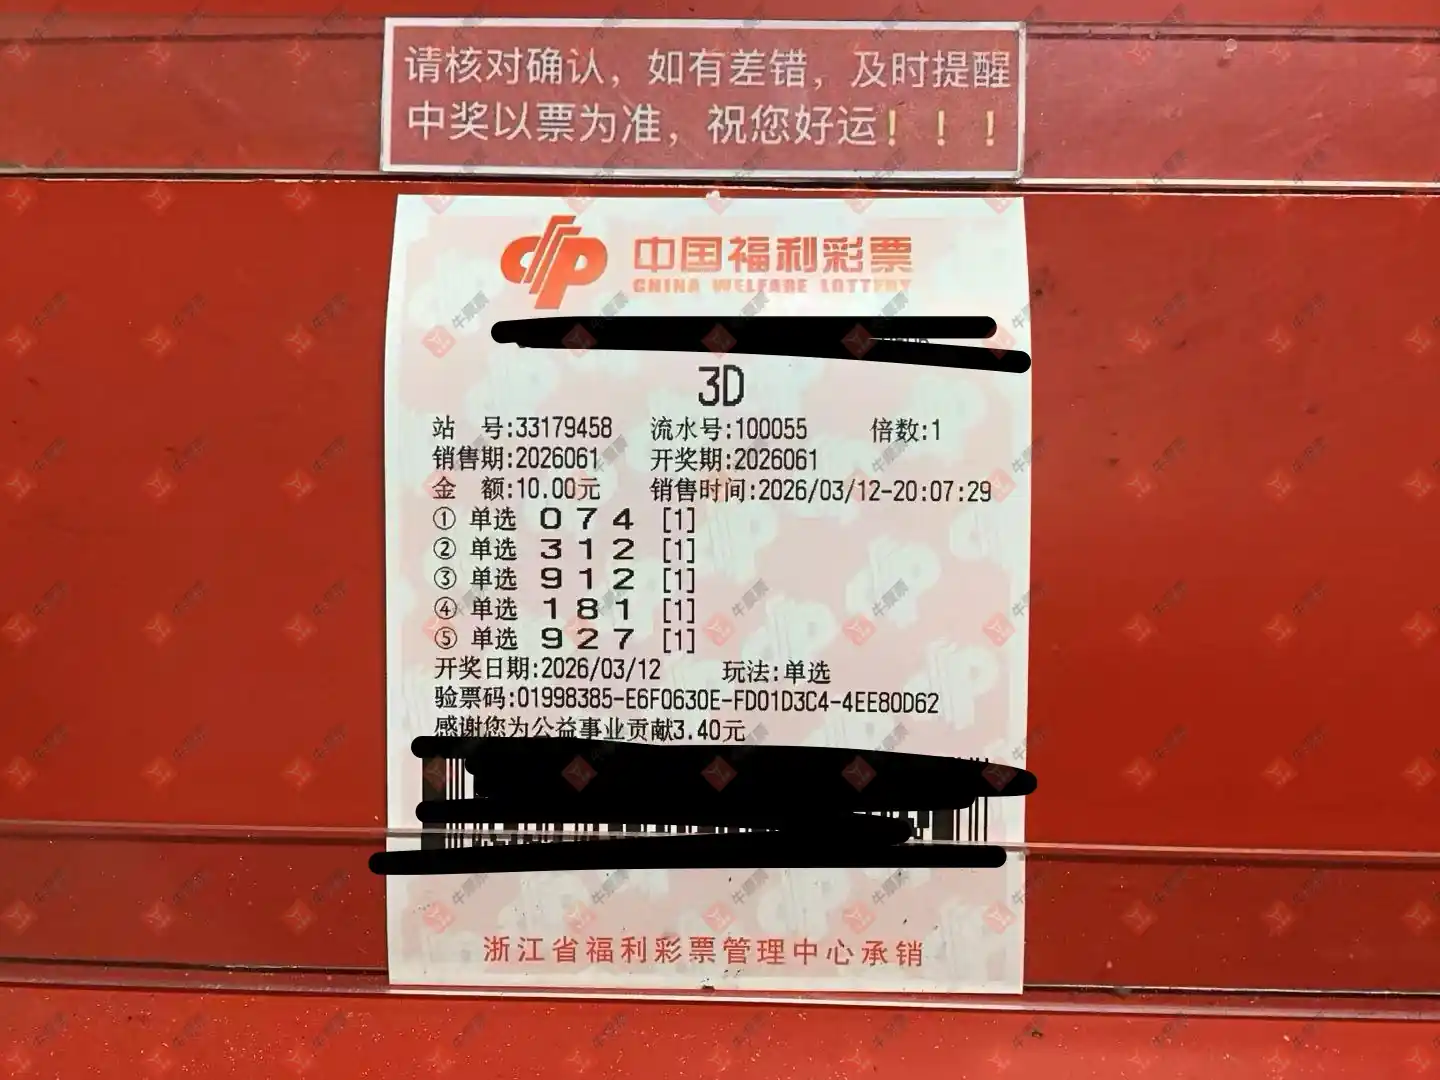 请核对确认，如有差错，及时提醒
中奖以票为准，祝您好运！！！
中国福利彩票
CHINA WELFARE LOTTERY
3D
站 号:33179458 流水号:100055 倍数:1
销售期:2026061 开奖期:2026061
金 额:10.00元 销售时间:2026/03/12-20:07:29
① 单选 0 7 4 [1]
② 单选 3 1 2 [1]
③ 单选 9 1 2 [1]
④ 单选 1 8 1 [1]
⑤ 单选 9 2 7 [1]
开奖日期:2026/03/12 玩法:单选
验票码:01998385-E6F0630E-FD01D3C4-4EE80D62
感谢您为公益事业贡献3.40元
浙江省福利彩票管理中心承销